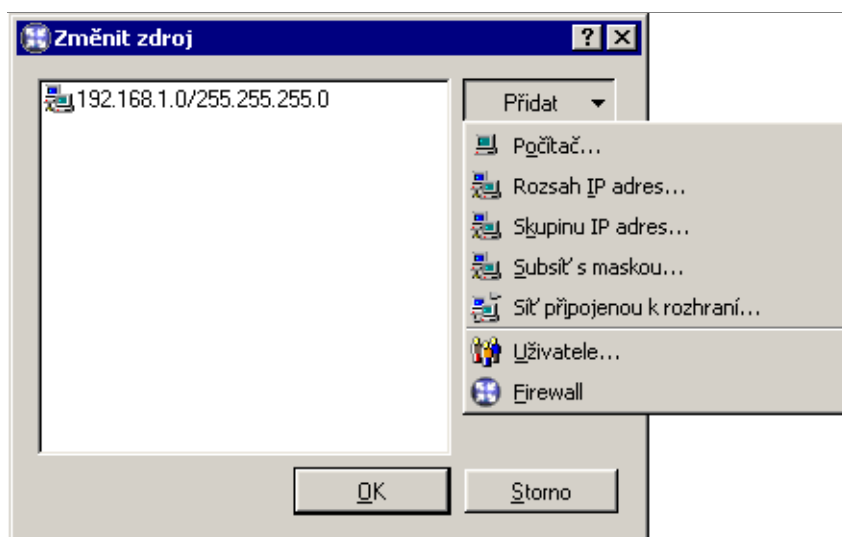 Změnit zdroj
192.168.1.0/255.255.255.0
Přidat
Počítač...
Rozsah IP adres...
Skupinu IP adres...
Subsíť s maskou...
Síť připojenou k rozhraní...
Uživatele...
Firewall
OK
Storno